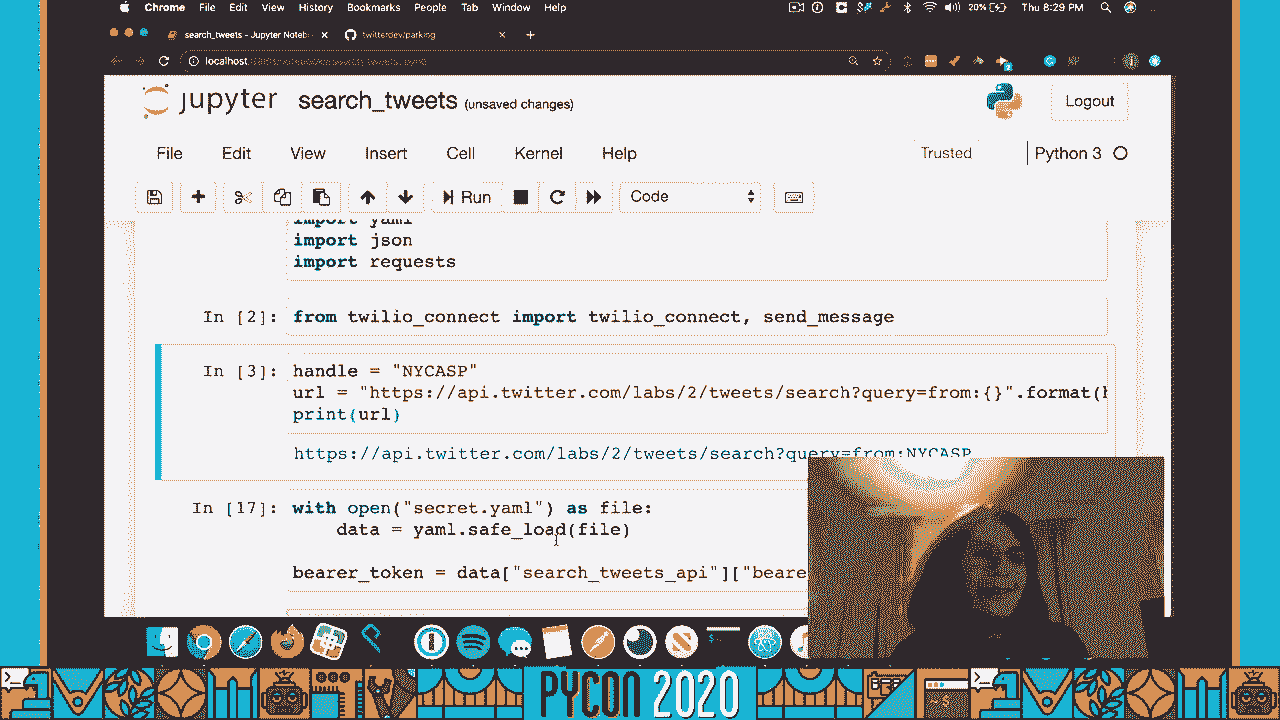 Chrome File Edit View History Bookmarks People Tab Window Help 20% Thu 8:29 PM
search_tweets - Jupyter Noteb
twitterdev/parking
localhost
jupyter search_tweets (unsaved changes) Logout
File Edit View Insert Cell Kernel Help Trusted Python 3
Run Code
import yaml
import json
import requests
In [2]: from twilio_connect import twilio_connect, send_message
In [3]: handle = "NYCASP"
url = "https://api.twitter.com/labs/2/tweets/search?query=from:{}".format(h
print(url)
https://api.twitter.com/labs/2/tweets/search?query=from:NYCASP
In [17]: with open("secret.yaml") as file:
data = yaml.safe_load(file)
bearer_token = data["search_tweets_api"]["beare
PYCON 2020